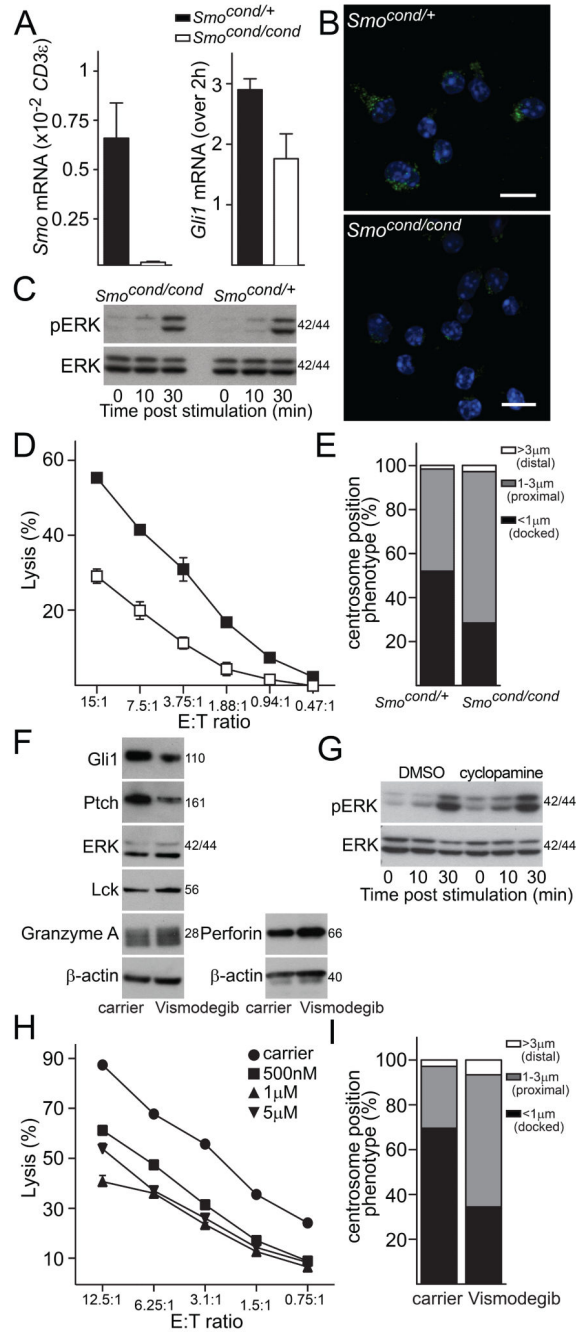 A
Smo^cond/+
Smo^cond/cond
Smo mRNA (x10-2 CD3ε)
1
0.75
0.5
0.25
Gli1 mRNA (over 2h)
3
2
1
B
Smo^cond/+
Smo^cond/cond
C
Smo^cond/cond Smo^cond/+
pERK 42/44
ERK 42/44
0 10 30 0 10 30
Time post stimulation (min)
D
Lysis (%)
60
40
20
15:1 7.5:1 3.75:1 1.88:1 0.94:1 0.47:1
E:T ratio
E
centrosome position
phenotype (%)
100
80
60
40
20
>3μm
(distal)
1-3μm
(proximal)
<1μm
(docked)
Smo^cond/+ Smo^cond/cond
F
Gli1 110
Ptch 161
ERK 42/44
Lck 56
Granzyme A 28
β-actin
carrier Vismodegib
Perforin 66
β-actin 40
carrier Vismodegib
G
DMSO cyclopamine
pERK 42/44
ERK 42/44
0 10 30 0 10 30
Time post stimulation (min)
H
Lysis (%)
90
70
50
30
10
carrier
500nM
1μM
5μM
12.5:1 6.25:1 3.1:1 1.5:1 0.75:1
E:T ratio
I
centrosome position
phenotype (%)
100
80
60
40
20
>3μm
(distal)
1-3μm
(proximal)
<1μm
(docked)
carrier Vismodegib